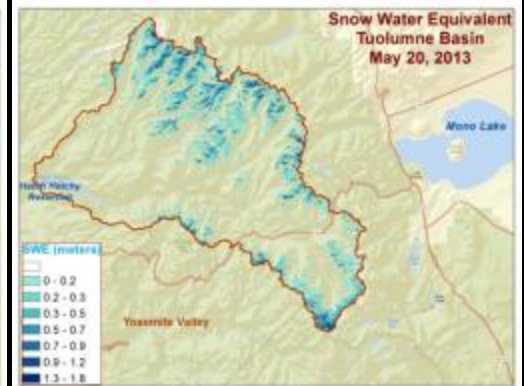 Snow Water Equivalent
Tuolumne Basin
May 20, 2013
Mono Lake
Hetch Hetchy
Reservoir
SWE (meters)
0 - 0.2
0.2 - 0.3
0.3 - 0.5
0.5 - 0.7
0.7 - 0.9
0.9 - 1.2
1.3 - 1.8
Yosemite Valley